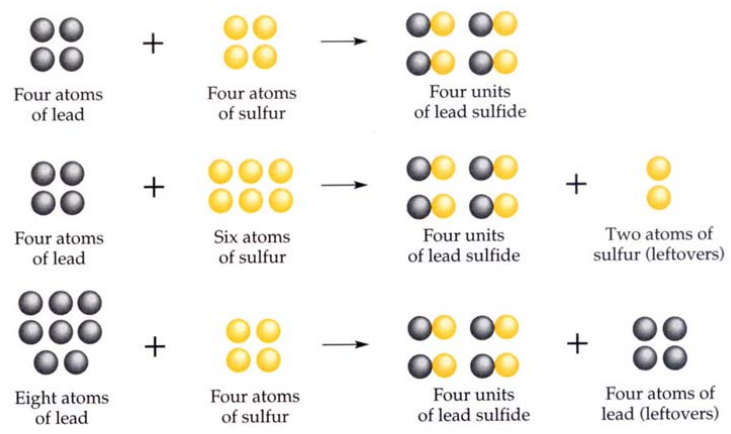 +
Four atoms
of lead
Four atoms
of sulfur
Four units
of lead sulfide
+
+
Four atoms
of lead
Six atoms
of sulfur
Four units
of lead sulfide
Two atoms of
sulfur (leftovers)
+
+
Eight atoms
of lead
Four atoms
of sulfur
Four units
of lead sulfide
Four atoms of
lead (leftovers)